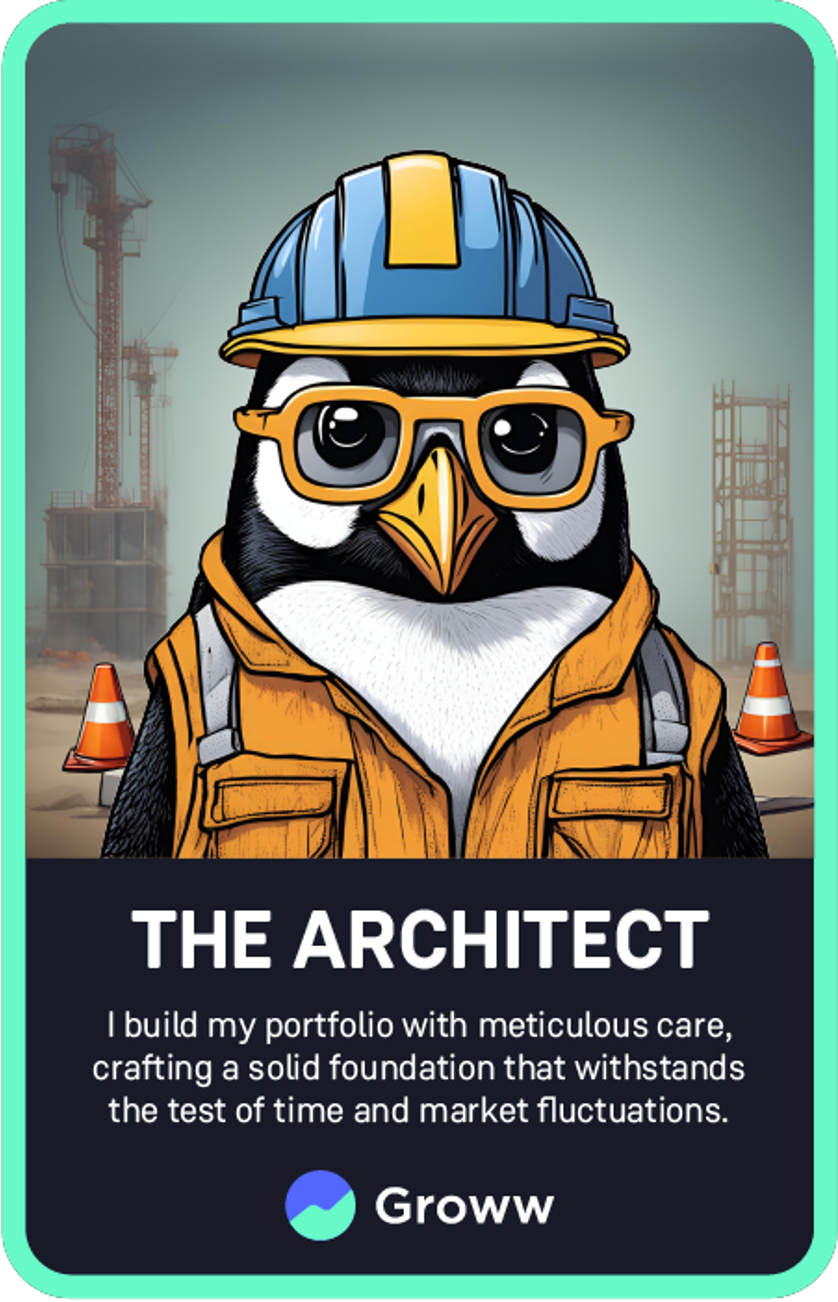 THE ARCHITECT
I build my portfolio with meticulous care,
crafting a solid foundation that withstands
the test of time and market fluctuations.
Groww